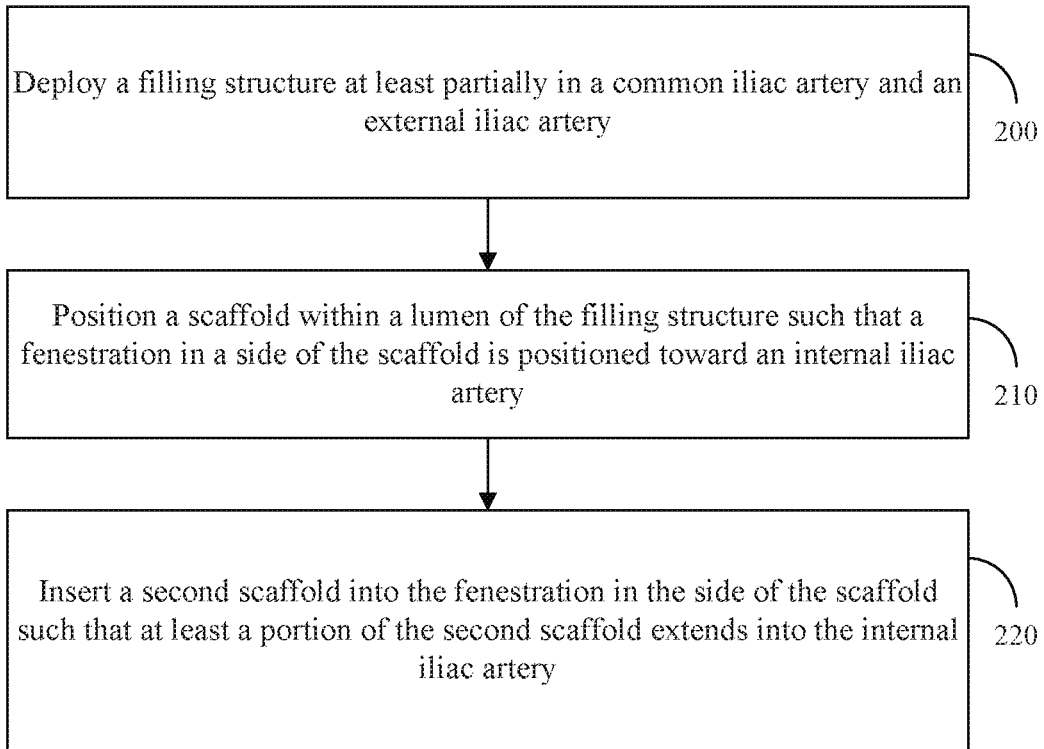 Deploy a filling structure at least partially in a common iliac artery and an
external iliac artery
200
Position a scaffold within a lumen of the filling structure such that a
fenestration in a side of the scaffold is positioned toward an internal iliac
artery
210
Insert a second scaffold into the fenestration in the side of the scaffold
such that at least a portion of the second scaffold extends into the internal
iliac artery
220